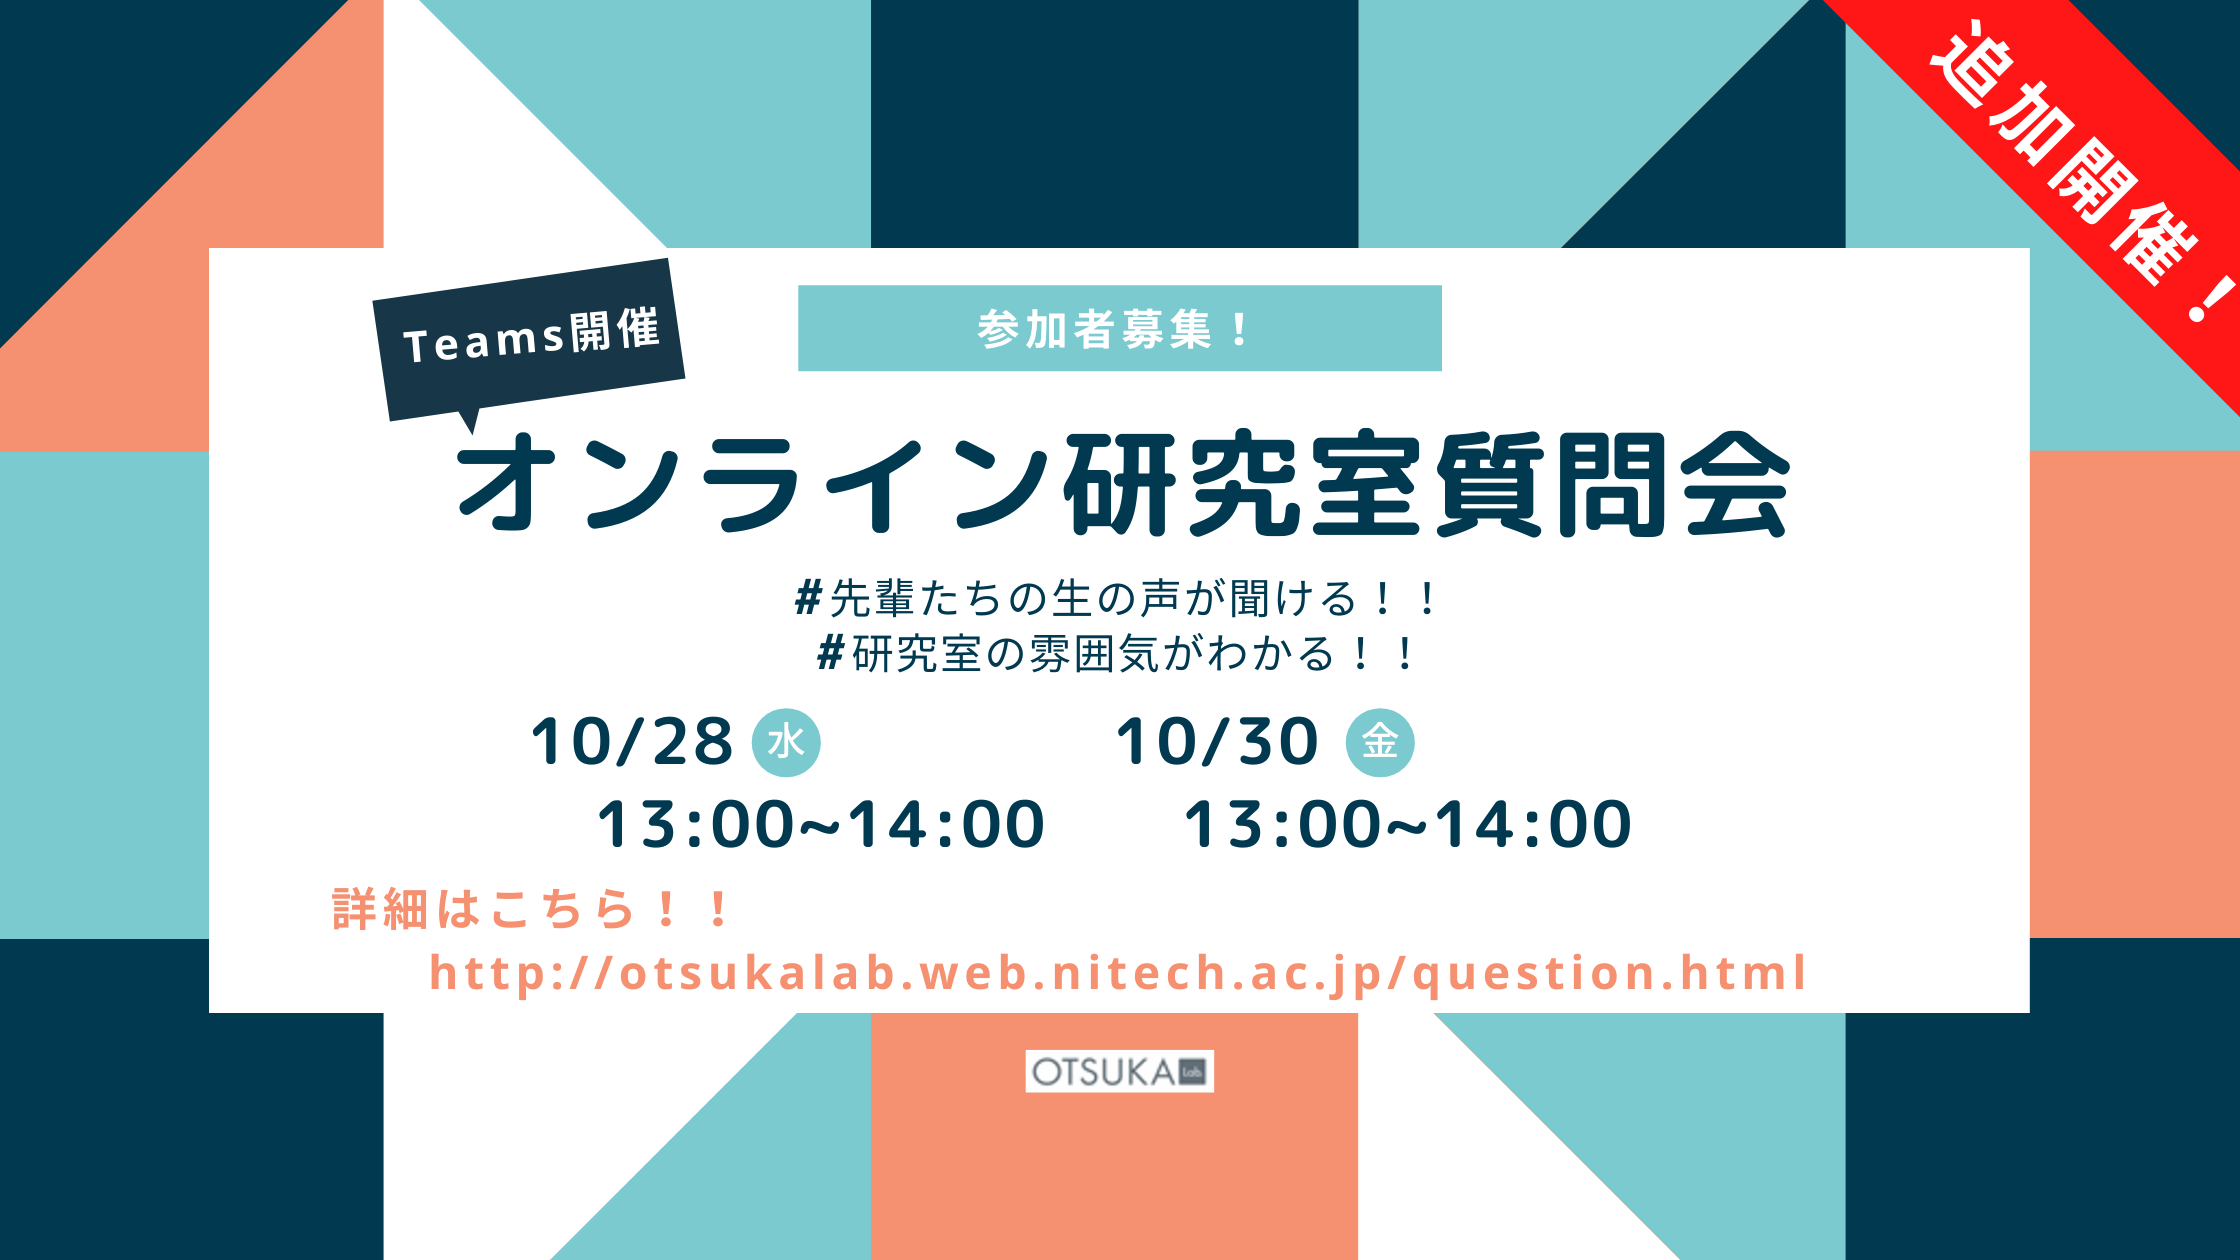 追加開催！
Teams開催
参加者募集！
オンライン研究室質問会
#先輩たちの生の声が聞ける！！
#研究室の雰囲気がわかる！！
10/28 水
13:00~14:00
10/30 金
13:00~14:00
詳細はこちら！！
http://otsukalab.web.nitech.ac.jp/question.html
OTSUKA Lab.